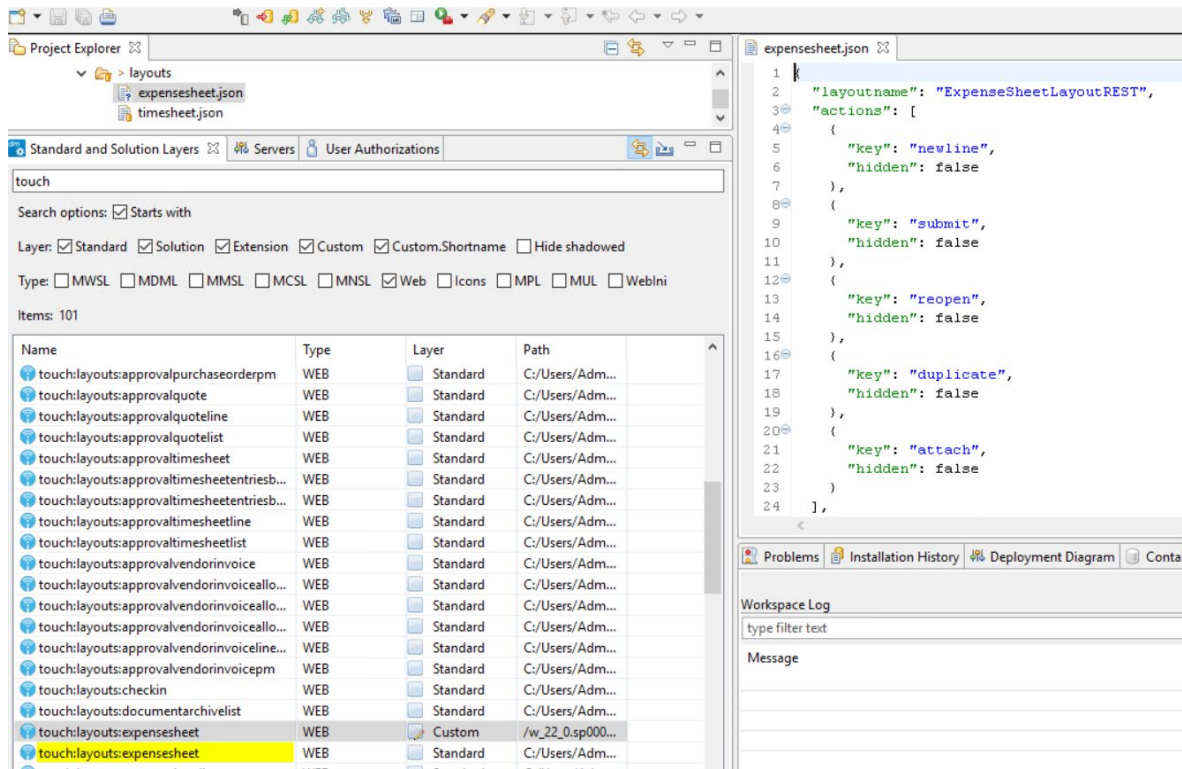 Project Explorer
> layouts
expensesheet.json
timesheet.json
Standard and Solution Layers
Servers
User Authorizations
touch
Search options: Starts with
Layer: Standard Solution Extension Custom Custom.Shortname Hide shadowed
Type: MWSL MDML MMSL MCSL MNSL Web Icons MPL MUL WebIni
Items: 101
Name Type Layer Path
touch:layouts:approvalpurchaseorderpm WEB Standard C:/Users/Adm...
touch:layouts:approvalquote WEB Standard C:/Users/Adm...
touch:layouts:approvalquoteline WEB Standard C:/Users/Adm...
touch:layouts:approvalquotelist WEB Standard C:/Users/Adm...
touch:layouts:approvaltimesheet WEB Standard C:/Users/Adm...
touch:layouts:approvaltimesheetentriesb... WEB Standard C:/Users/Adm...
touch:layouts:approvaltimesheetentriesb... WEB Standard C:/Users/Adm...
touch:layouts:approvaltimesheetline WEB Standard C:/Users/Adm...
touch:layouts:approvaltimesheetlist WEB Standard C:/Users/Adm...
touch:layouts:approvalvendorinvoice WEB Standard C:/Users/Adm...
touch:layouts:approvalvendorinvoiceallo... WEB Standard C:/Users/Adm...
touch:layouts:approvalvendorinvoiceallo... WEB Standard C:/Users/Adm...
touch:layouts:approvalvendorinvoiceallo... WEB Standard C:/Users/Adm...
touch:layouts:approvalvendorinvoiceline... WEB Standard C:/Users/Adm...
touch:layouts:approvalvendorinvoicepm WEB Standard C:/Users/Adm...
touch:layouts:checkin WEB Standard C:/Users/Adm...
touch:layouts:documentarchivelist WEB Standard C:/Users/Adm...
touch:layouts:expensesheet WEB Custom /w_22_0.sp000...
touch:layouts:expensesheet WEB Standard C:/Users/Adm...
expensesheet.json
1 {
2 "layoutname": "ExpenseSheetLayoutREST",
3 "actions": [
4 {
5 "key": "newline",
6 "hidden": false
7 },
8 {
9 "key": "submit",
10 "hidden": false
11 },
12 {
13 "key": "reopen",
14 "hidden": false
15 },
16 {
17 "key": "duplicate",
18 "hidden": false
19 },
20 {
21 "key": "attach",
22 "hidden": false
23 }
24 ],
Problems
Installation History
Deployment Diagram
Workspace Log
type filter text
Message